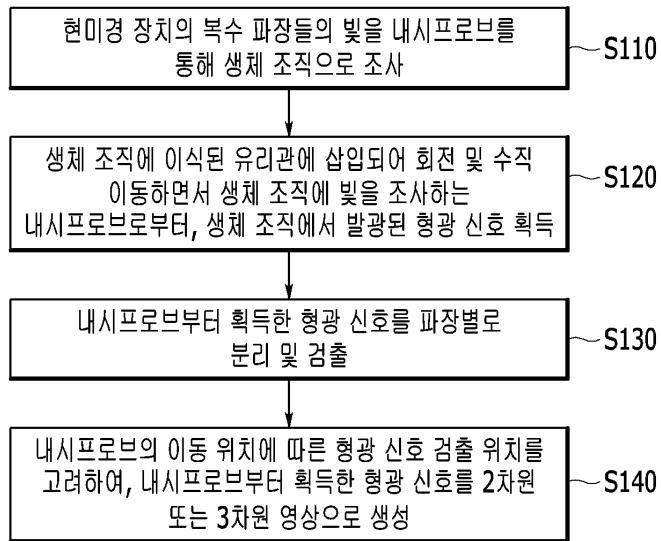 현미경 장치의 복수 파장들의 빛을 내시프로브를
통해 생체 조직으로 조사
S110
생체 조직에 이식된 유리관에 삽입되어 회전 및 수직
이동하면서 생체 조직에 빛을 조사하는
내시프로브로부터, 생체 조직에서 발광된 형광 신호 획득
S120
내시프로브부터 획득한 형광 신호를 파장별로
분리 및 검출
S130
내시프로브의 이동 위치에 따른 형광 신호 검출 위치를
고려하여, 내시프로브부터 획득한 형광 신호를 2차원
또는 3차원 영상으로 생성
S140